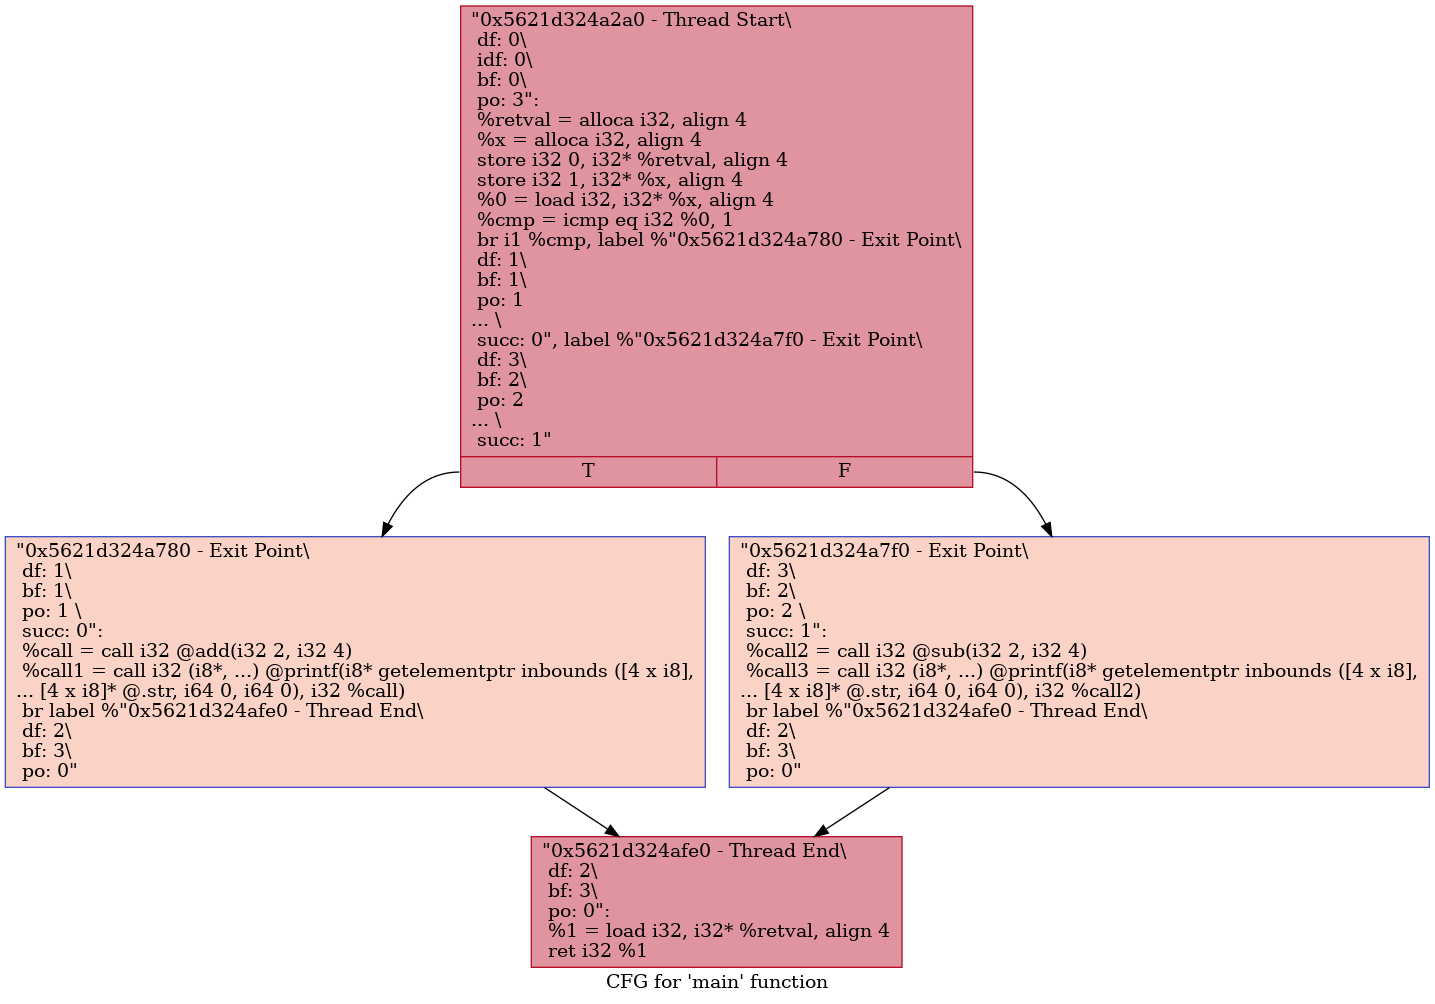 "0x5621d324a2a0 - Thread Start\
df: 0\
idf: 0\
bf: 0\
po: 3":
%retval = alloca i32, align 4
%x = alloca i32, align 4
store i32 0, i32* %retval, align 4
store i32 1, i32* %x, align 4
%0 = load i32, i32* %x, align 4
%cmp = icmp eq i32 %0, 1
br i1 %cmp, label %"0x5621d324a780 - Exit Point\
df: 1\
bf: 1\
po: 1
... \
succ: 0", label %"0x5621d324a7f0 - Exit Point\
df: 3\
bf: 2\
po: 2
... \
succ: 1"
T
F
"0x5621d324a780 - Exit Point\
df: 1\
bf: 1\
po: 1 \
succ: 0":
%call = call i32 @add(i32 2, i32 4)
%call1 = call i32 (i8*, ...) @printf(i8* getelementptr inbounds ([4 x i8],
... [4 x i8]* @.str, i64 0, i64 0), i32 %call)
br label %"0x5621d324afe0 - Thread End\
df: 2\
bf: 3\
po: 0"
"0x5621d324a7f0 - Exit Point\
df: 3\
bf: 2\
po: 2 \
succ: 1":
%call2 = call i32 @sub(i32 2, i32 4)
%call3 = call i32 (i8*, ...) @printf(i8* getelementptr inbounds ([4 x i8],
... [4 x i8]* @.str, i64 0, i64 0), i32 %call2)
br label %"0x5621d324afe0 - Thread End\
df: 2\
bf: 3\
po: 0"
"0x5621d324afe0 - Thread End\
df: 2\
bf: 3\
po: 0":
%1 = load i32, i32* %retval, align 4
ret i32 %1
CFG for 'main' function